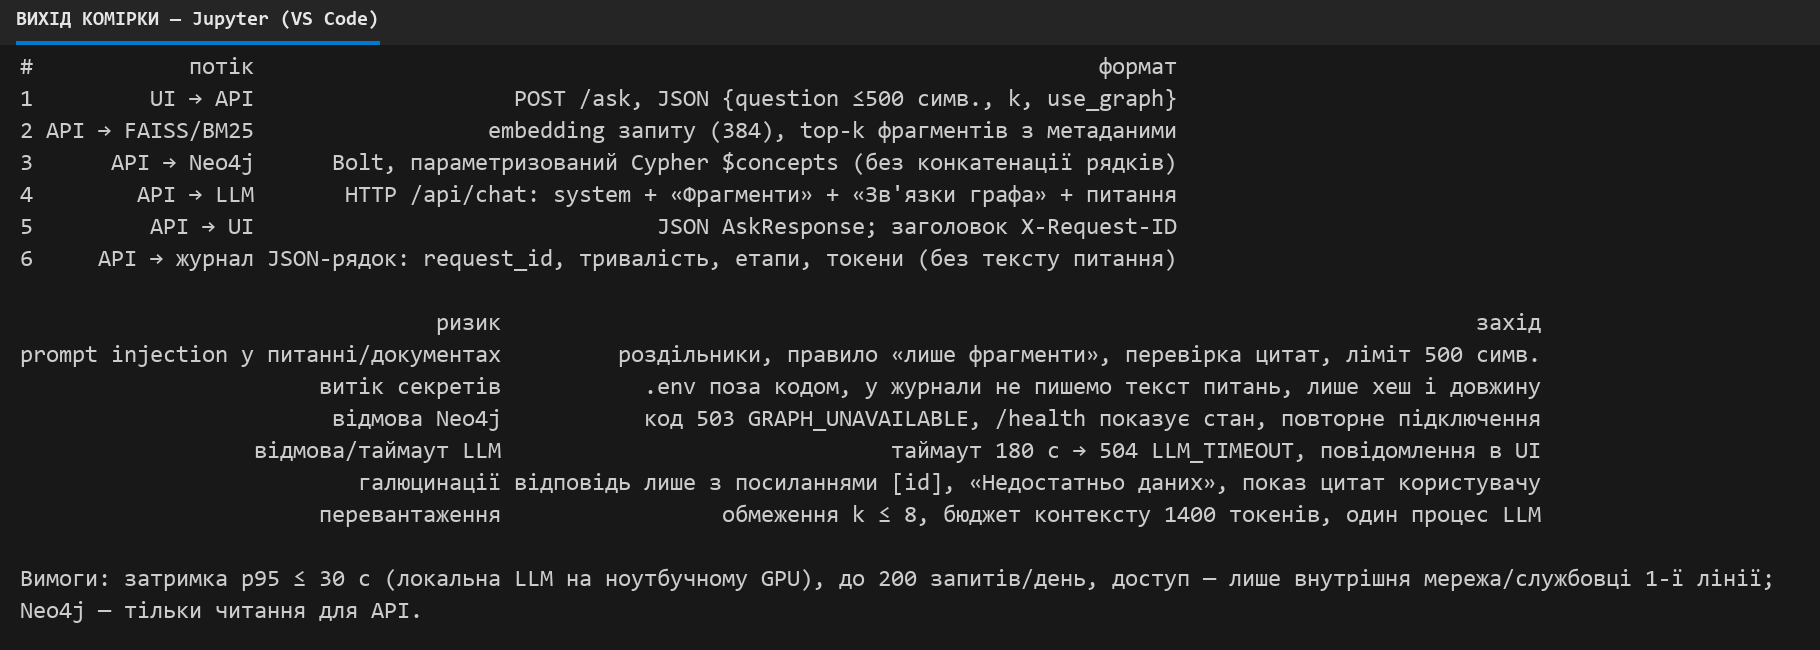 ВИХІД КОМІРКИ — Jupyter (VS Code)
# потік формат
1 UI → API POST /ask, JSON {question ≤500 симв., k, use_graph}
2 API → FAISS/BM25 embedding запиту (384), top-k фрагментів з метаданими
3 API → Neo4j Bolt, параметризований Cypher $concepts (без конкатенації рядків)
4 API → LLM HTTP /api/chat: system + «Фрагменти» + «Зв'язки графа» + питання
5 API → UI JSON AskResponse; заголовок X-Request-ID
6 API → журнал JSON-рядок: request_id, тривалість, етапи, токени (без тексту питання)
ризик захід
prompt injection у питанні/документах роздільники, правило «лише фрагменти», перевірка цитат, ліміт 500 симв.
витік секретів .env поза кодом, у журнали не пишемо текст питань, лише хеш і довжину
відмова Neo4j код 503 GRAPH_UNAVAILABLE, /health показує стан, повторне підключення
відмова/таймаут LLM таймаут 180 с → 504 LLM_TIMEOUT, повідомлення в UI
галюцинації відповідь лише з посиланнями [id], «Недостатньо даних», показ цитат користувачу
перевантаження обмеження k ≤ 8, бюджет контексту 1400 токенів, один процес LLM
Вимоги: затримка p95 ≤ 30 с (локальна LLM на ноутбучному GPU), до 200 запитів/день, доступ — лише внутрішня мережа/службовці 1-ї лінії;
Neo4j — тільки читання для API.